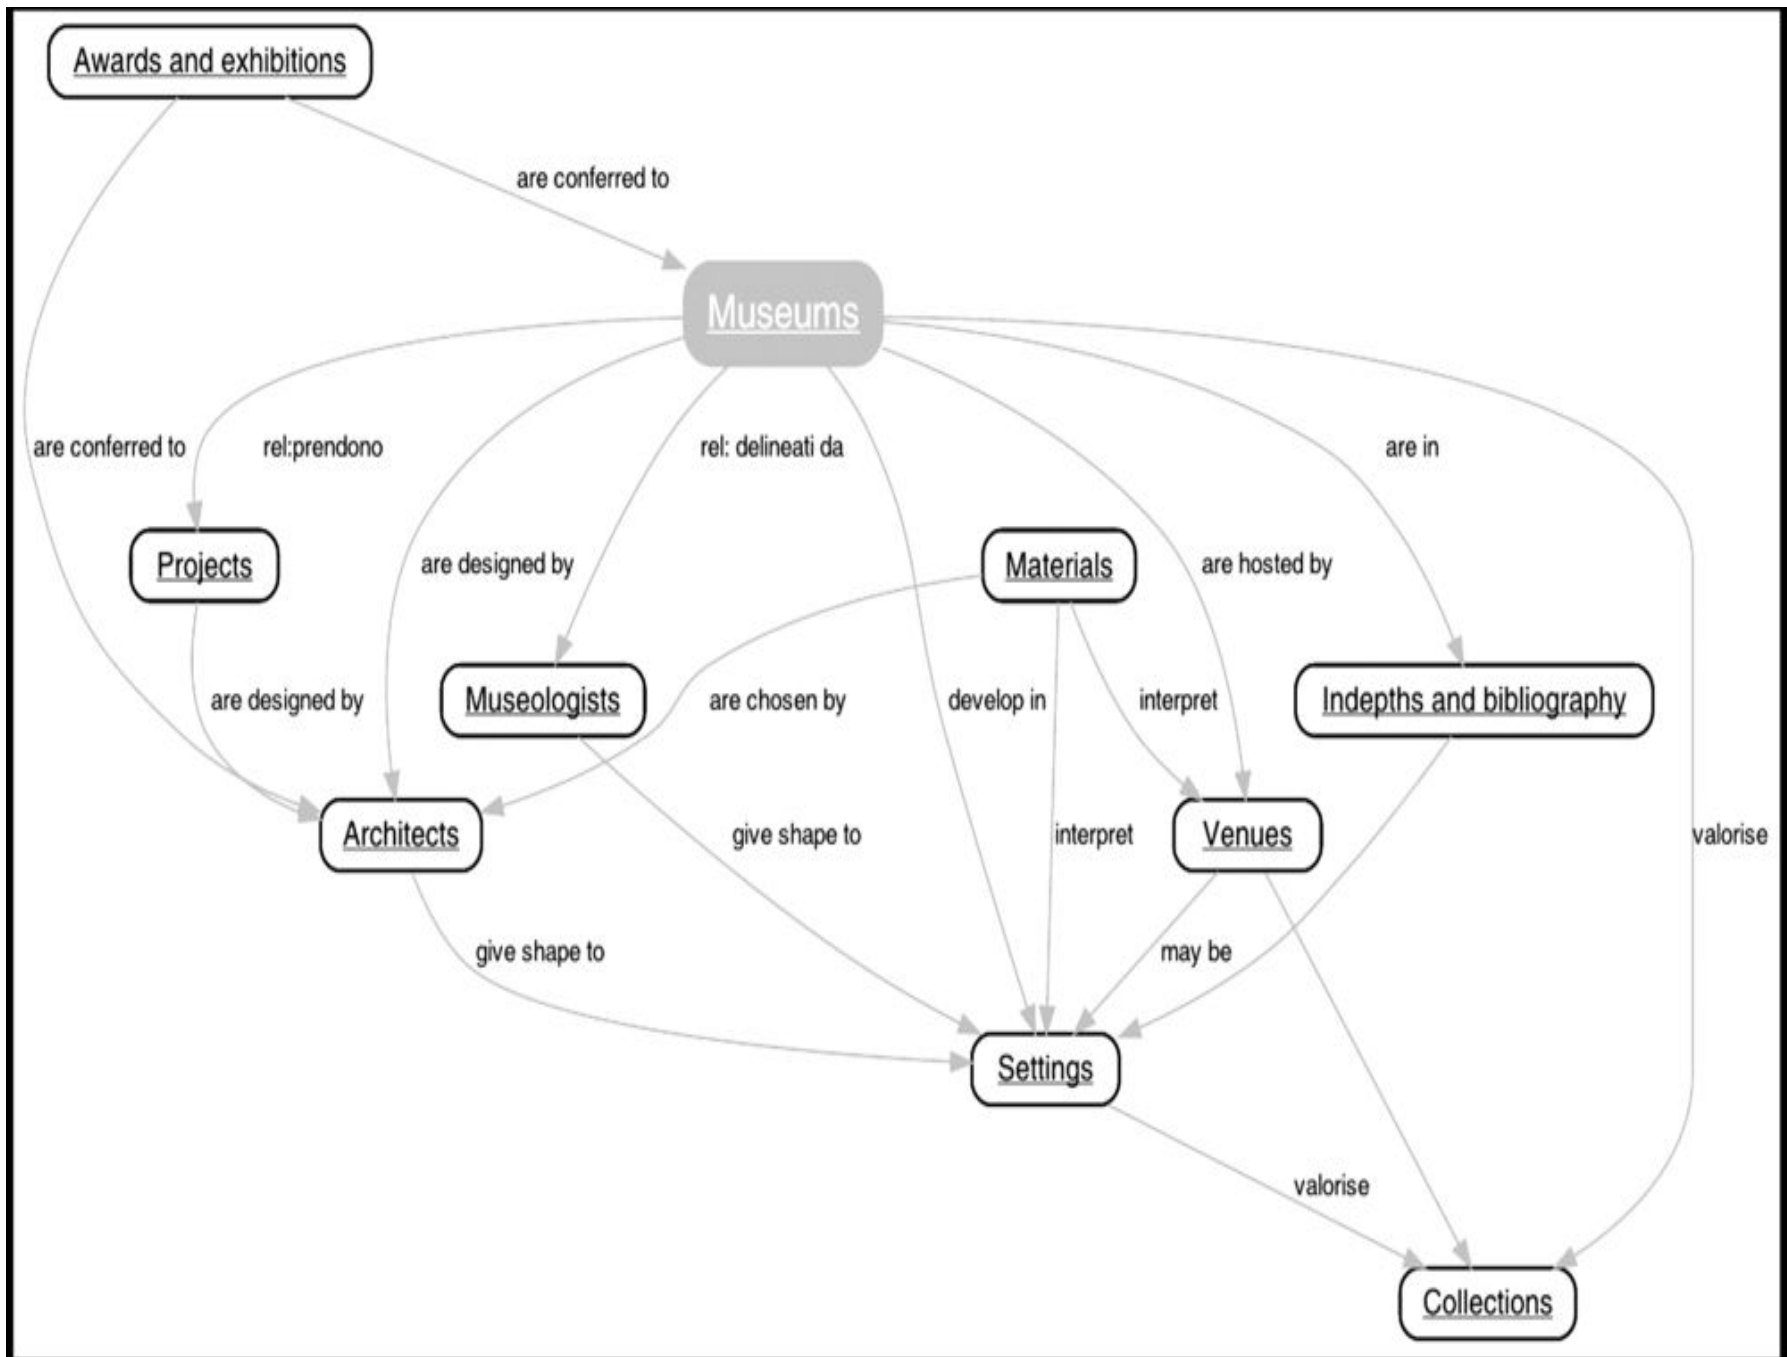 Awards and exhibitions
are conferred to
Museums
are conferred to
rel:prendono
rel: delineati da
are in
Projects
are designed by
Materials
are hosted by
are designed by
Museologists
are chosen by
develop in
interpret
Indepths and bibliography
Architects
give shape to
interpret
Venues
valorise
give shape to
may be
Settings
valorise
Collections